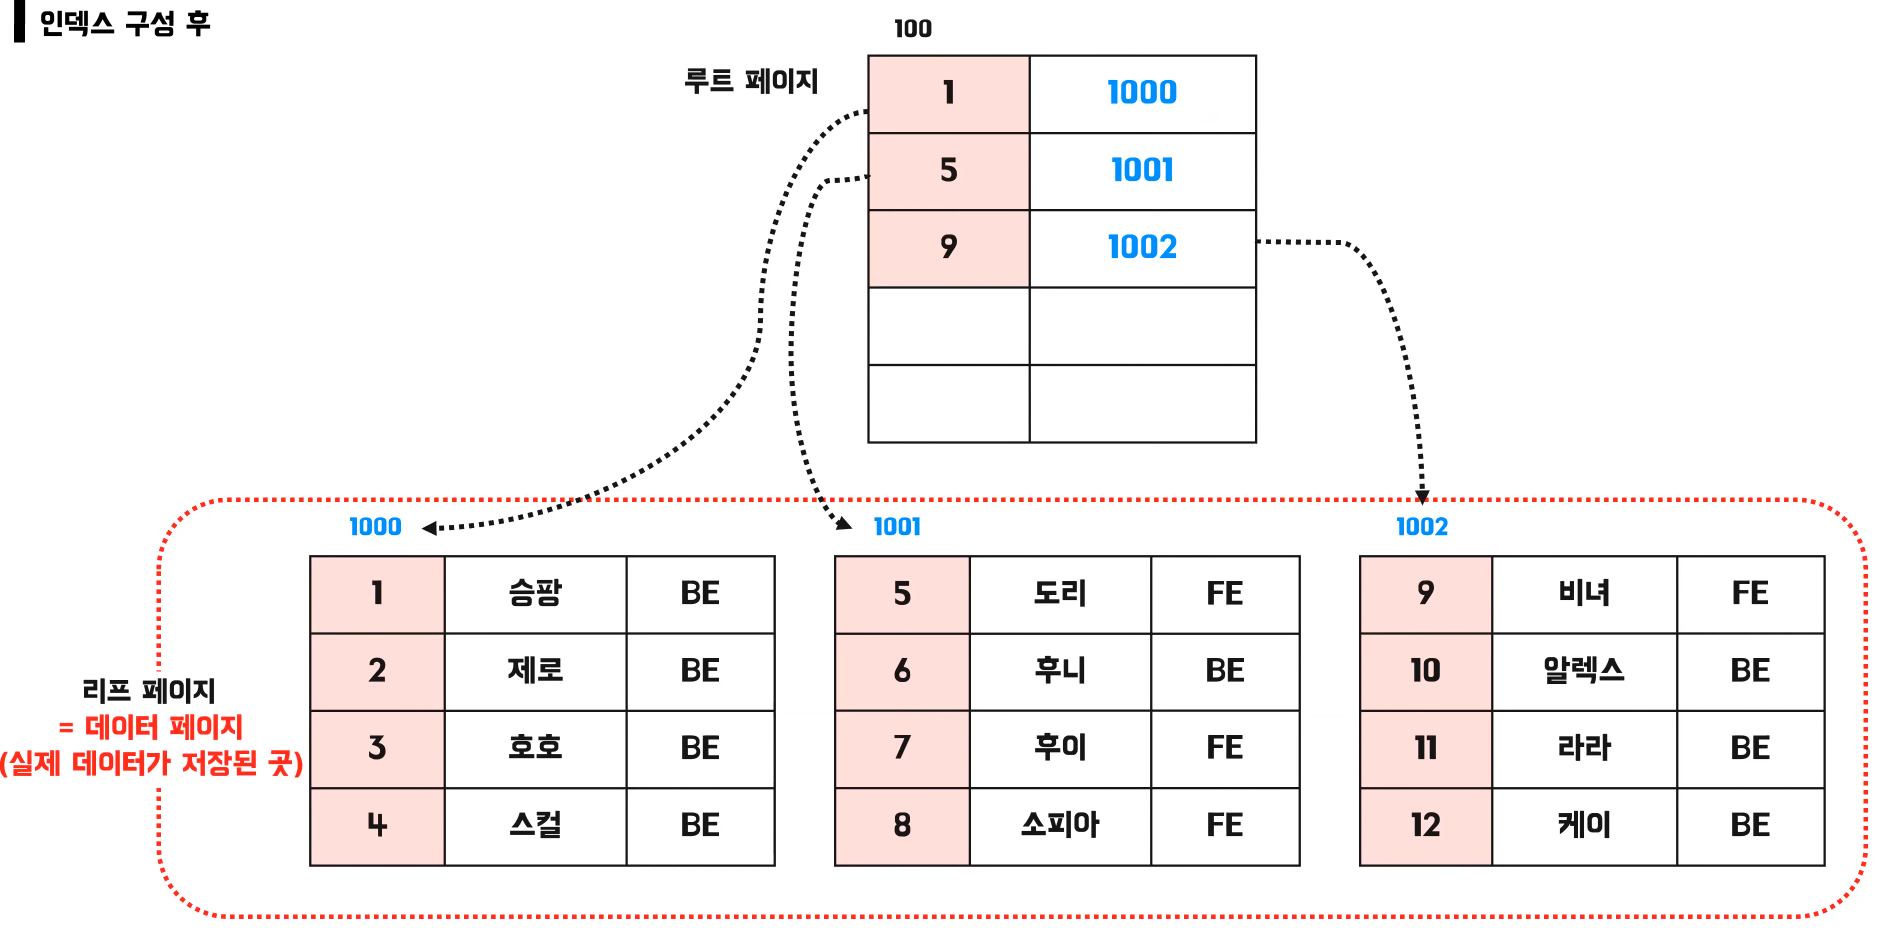 인덱스 구성 후
100
루트 페이지
1 1000
5 1001
9 1002
1000 1001 1002
1 승팡 BE
2 제로 BE
3 호호 BE
4 스컬 BE
5 도리 FE
6 후니 BE
7 후이 FE
8 소피아 FE
9 비녀 FE
10 알렉스 BE
11 라라 BE
12 케이 BE
리프 페이지
= 데이터 페이지
(실제 데이터가 저장된 곳)